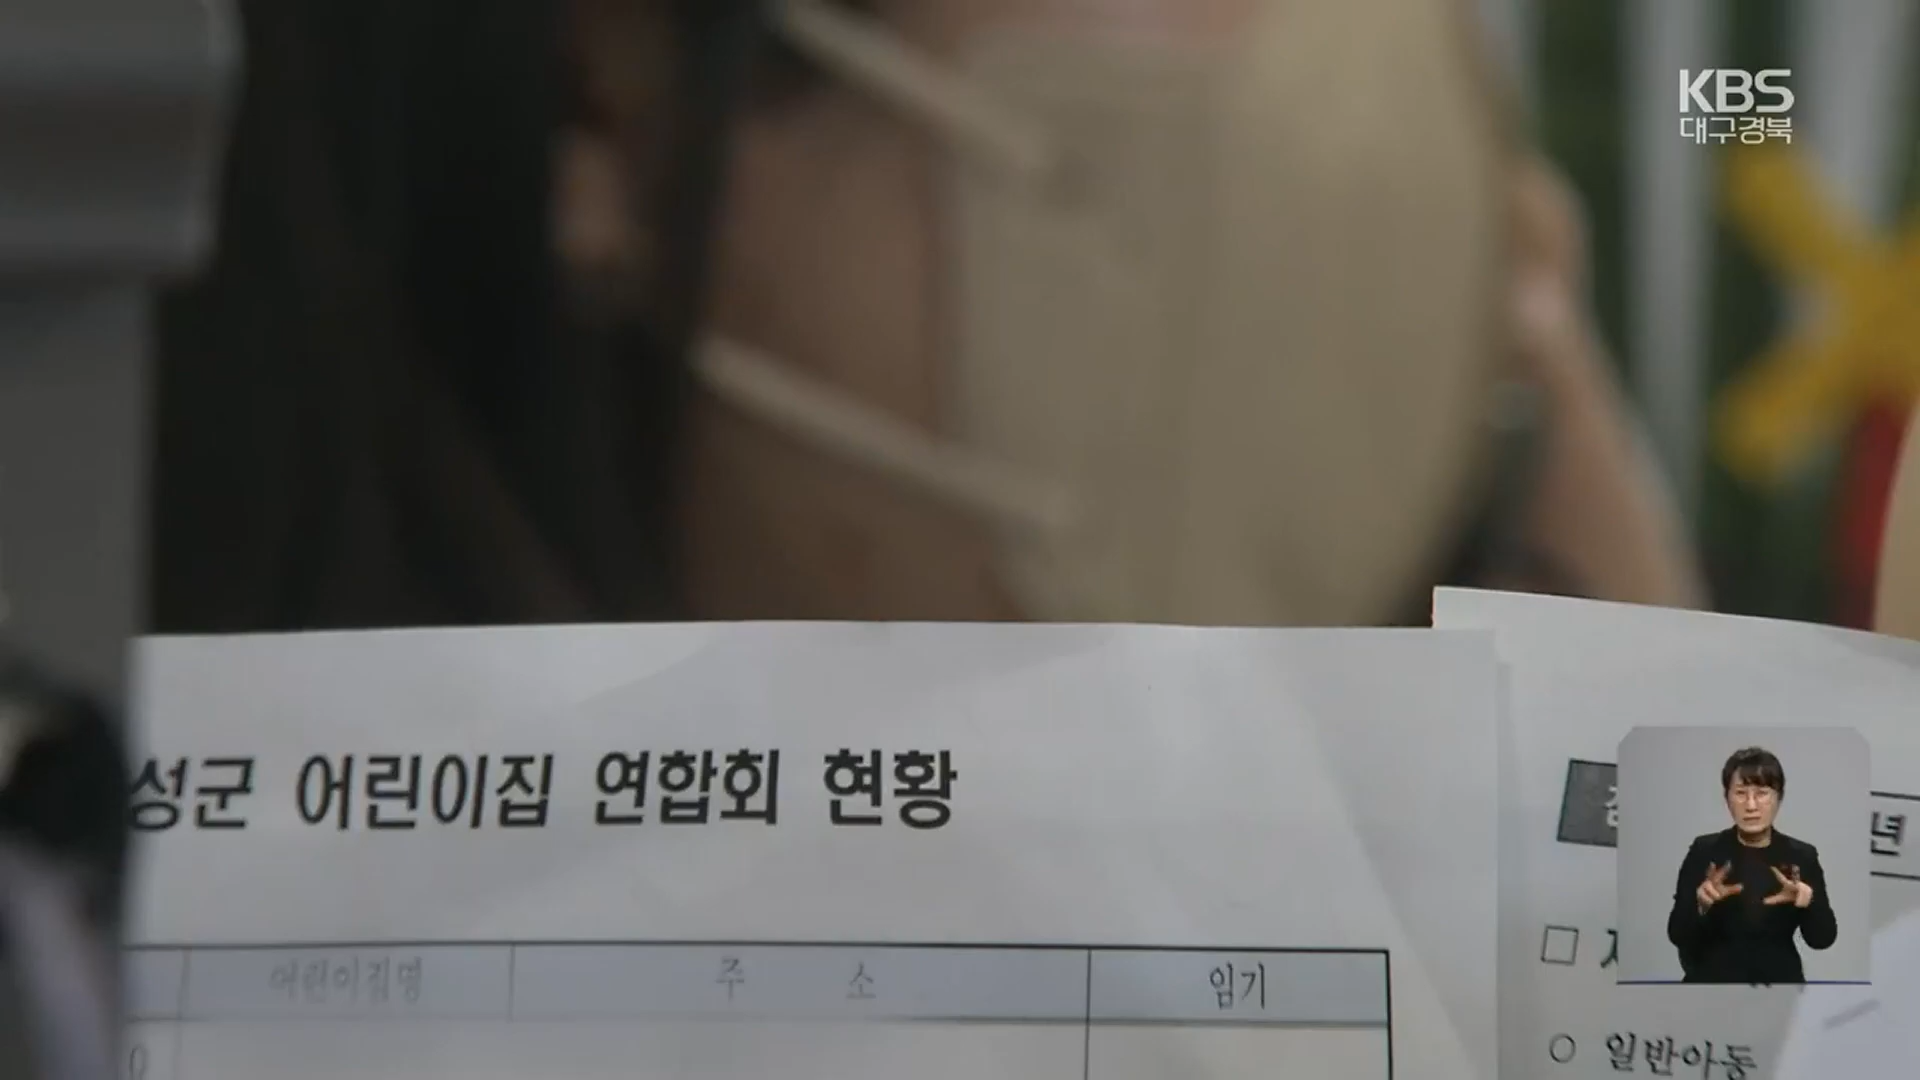 KBS
대구경북
성군 어린이집 연합회 현황
년
어린이집명 주 소 임기
일반아동